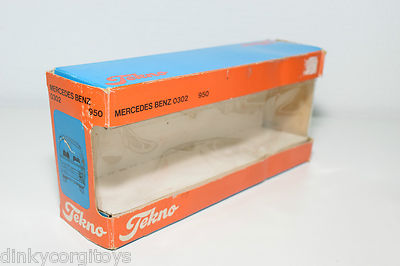 Tekno
MERCEDES BENZ
0302 950
MERCEDES BENZ 0302 950
Tekno
Tekno
dinkycorgitoys